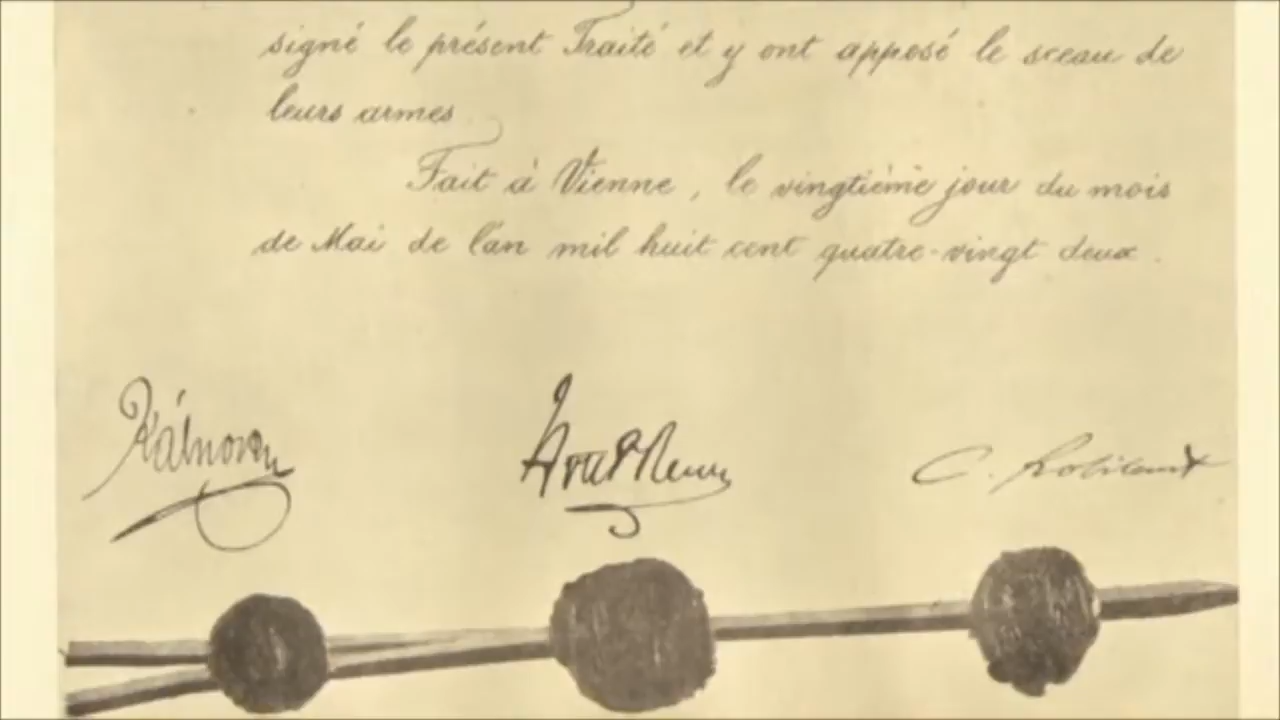 signé le présent Traité et y ont apposé le sceau de
leurs armes
Fait à Vienne, le vingtième jour du mois
de Mai de l'an mil huit cent quatre-vingt deux.
Kálnoky
C. Robilant